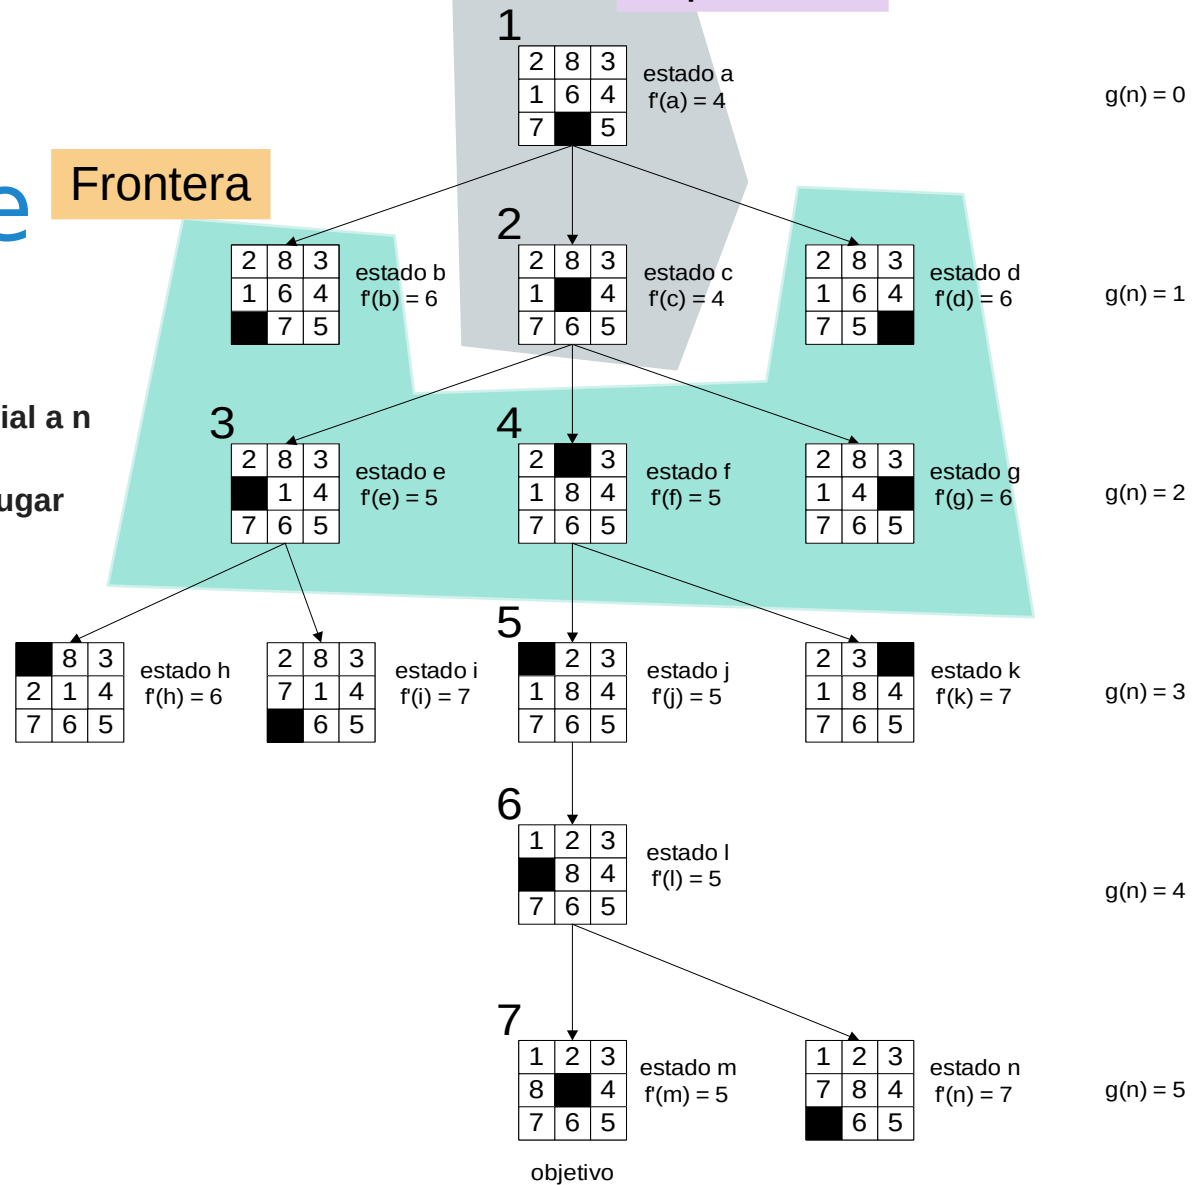 1
2 8 3
1 6 4
7 5
estado a
f'(a) = 4
g(n) = 0
e
Frontera
2 8 3
1 6 4
7 5
estado b
f'(b) = 6
2
2 8 3
1 4
7 6 5
estado c
f'(c) = 4
2 8 3
1 6 4
7 5
estado d
f'(d) = 6
g(n) = 1
ial a n
ugar
3
2 8 3
1 4
7 6 5
estado e
f'(e) = 5
4
2 3
1 8 4
7 6 5
estado f
f'(f) = 5
2 8 3
1 4
7 6 5
estado g
f'(g) = 6
g(n) = 2
8 3
2 1 4
7 6 5
estado h
f'(h) = 6
2 8 3
7 1 4
6 5
estado i
f'(i) = 7
5
2 3
1 8 4
7 6 5
estado j
f'(j) = 5
2 3
1 8 4
7 6 5
estado k
f'(k) = 7
g(n) = 3
6
1 2 3
8 4
7 6 5
estado l
f'(l) = 5
g(n) = 4
7
1 2 3
8 4
7 6 5
estado m
f'(m) = 5
1 2 3
7 8 4
6 5
estado n
f'(n) = 7
g(n) = 5
objetivo